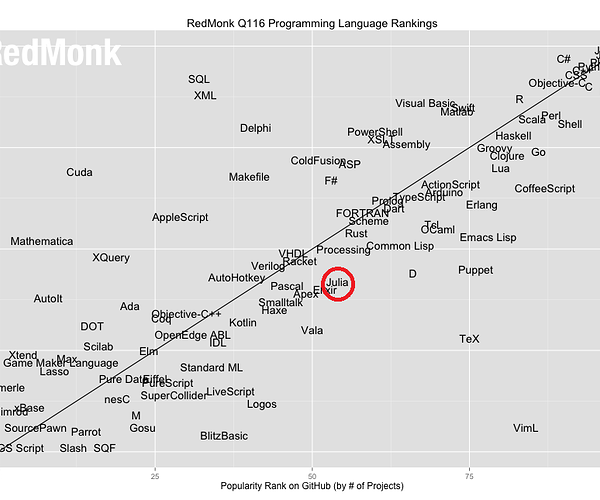 RedMonk Q116 Programming Language Rankings
RedMonk
C#
CSS
Objective-C
C
SQL
XML
Visual Basic
Swift
Matlab
R
Perl
Scala
Shell
Delphi
PowerShell
XSLT
Assembly
Haskell
Groovy
Go
Clojure
ColdFusion
ASP
Lua
Cuda
Makefile
F#
ActionScript
Arduino
CoffeeScript
TypeScript
Prolog
Dart
Erlang
AppleScript
FORTRAN
Scheme
Tcl
OCaml
Rust
Emacs Lisp
Mathematica
Common Lisp
Processing
VHDL
XQuery
Racket
Verilog
D
Puppet
AutoHotkey
Julia
Pascal
Elixir
Apex
AutoIt
Smalltalk
Ada
Haxe
Objective-C++
Coq
Kotlin
DOT
Vala
OpenEdge ABL
IDL
TeX
Scilab
Elm
Xtend
Max
Game Maker Language
Lasso
Standard ML
Pure Data
Eiffel
PureScript
merle
LiveScript
SuperCollider
nesC
Logos
xBase
imrod
M
SourcePawn
Gosu
Parrot
VimL
BlitzBasic
GS Script
Slash
SQF
25
50
75
Popularity Rank on GitHub (by # of Projects)